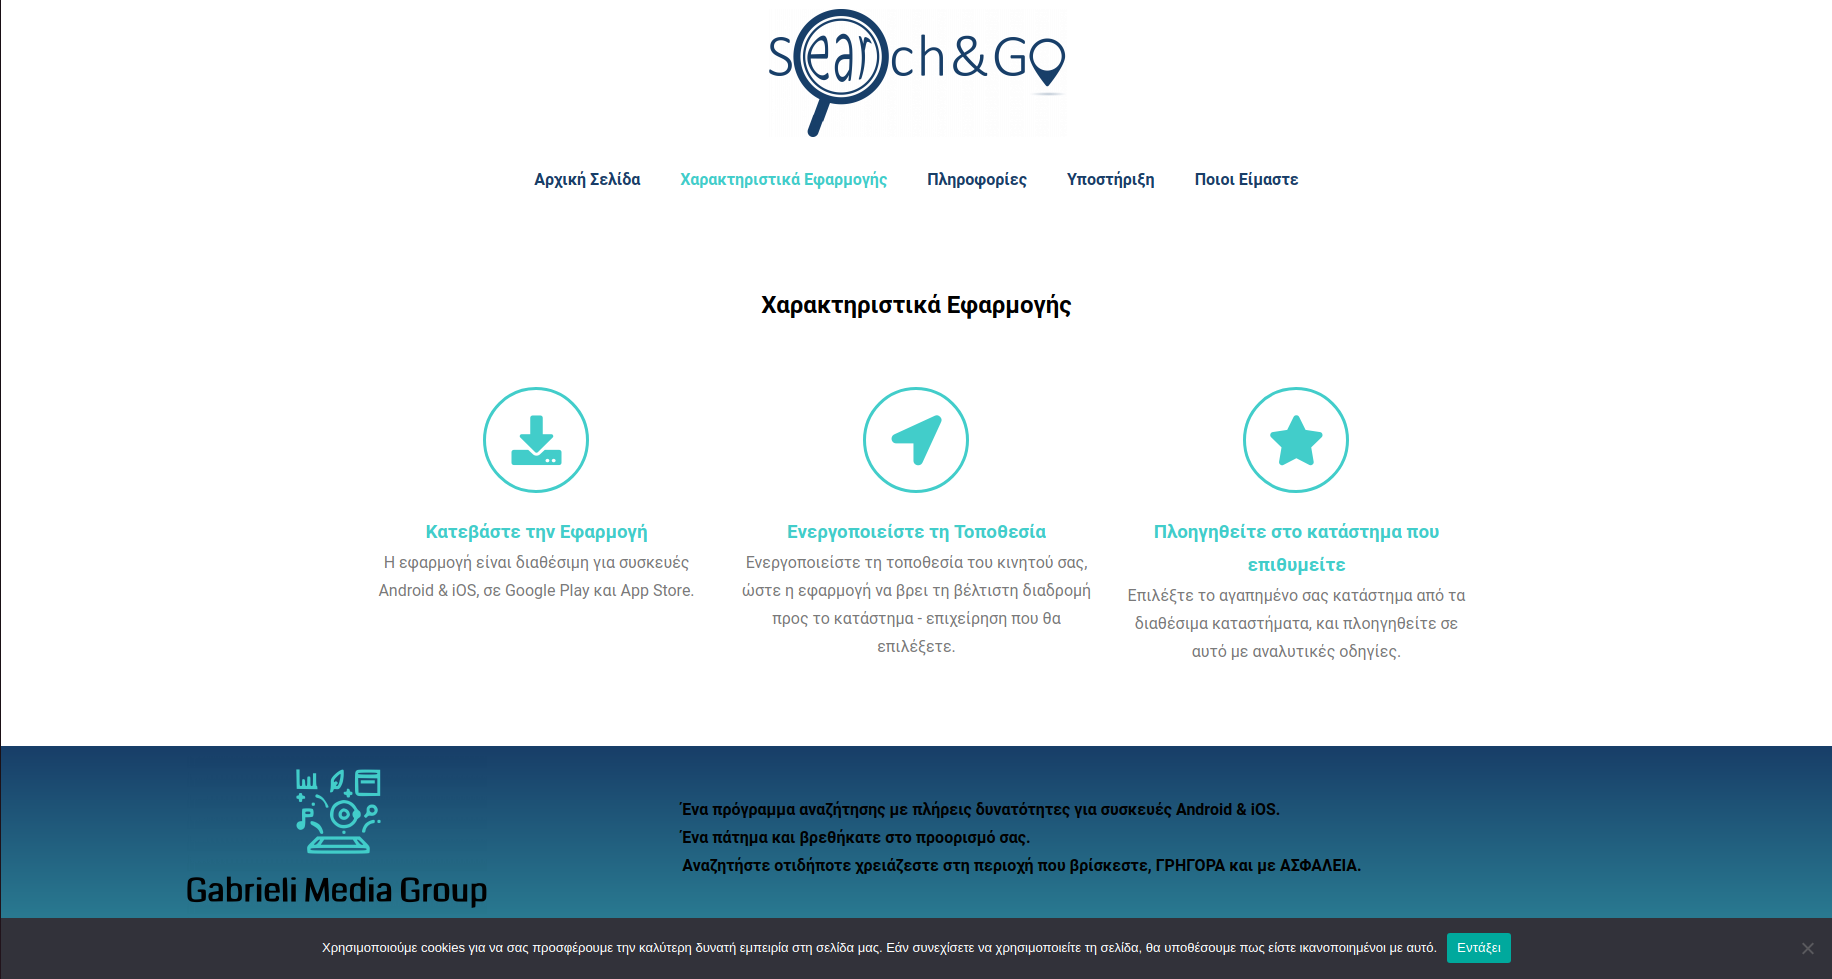 Search&Go
Αρχική Σελίδα Χαρακτηριστικά Εφαρμογής Πληροφορίες Υποστήριξη Ποιοι Είμαστε
Χαρακτηριστικά Εφαρμογής
Κατεβάστε την Εφαρμογή
Η εφαρμογή είναι διαθέσιμη για συσκευές
Android & iOS, σε Google Play και App Store.
Ενεργοποιείστε τη Τοποθεσία
Ενεργοποιείστε τη τοποθεσία του κινητού σας,
ώστε η εφαρμογή να βρει τη βέλτιστη διαδρομή
προς το κατάστημα - επιχείρηση που θα
επιλέξετε.
Πλοηγηθείτε στο κατάστημα που
επιθυμείτε
Επιλέξτε το αγαπημένο σας κατάστημα από τα
διαθέσιμα καταστήματα, και πλοηγηθείτε σε
αυτό με αναλυτικές οδηγίες.
Gabrieli Media Group
Ένα πρόγραμμα αναζήτησης με πλήρεις δυνατότητες για συσκευές Android & iOS.
Ένα πάτημα και βρεθήκατε στο προορισμό σας.
Αναζητήστε οτιδήποτε χρειάζεστε στη περιοχή που βρίσκεστε, ΓΡΗΓΟΡΑ και με ΑΣΦΑΛΕΙΑ.
Χρησιμοποιούμε cookies για να σας προσφέρουμε την καλύτερη δυνατή εμπειρία στη σελίδα μας. Εάν συνεχίσετε να χρησιμοποιείτε τη σελίδα, θα υποθέσουμε πως είστε ικανοποιημένοι με αυτό. Εντάξει